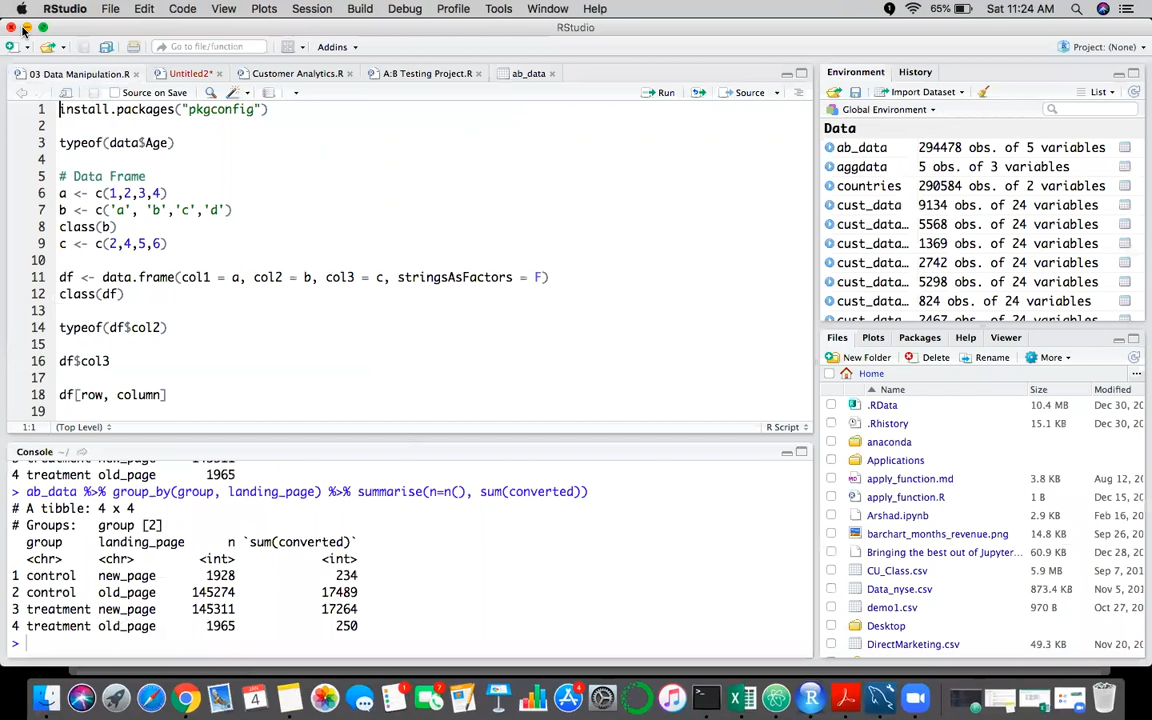 RStudio File Edit Code View Plots Session Build Debug Profile Tools Window Help 65% Sat 11:24 AM
RStudio
Go to file/function Addins Project: (None)
03 Data Manipulation.R Untitled2* Customer Analytics.R A:B Testing Project.R ab_data
Source on Save Run Source
1 install.packages("pkgconfig")
2
3 typeof(data$Age)
4
5 # Data Frame
6 a <- c(1,2,3,4)
7 b <- c('a', 'b','c','d')
8 class(b)
9 c <- c(2,4,5,6)
10
11 df <- data.frame(col1 = a, col2 = b, col3 = c, stringsAsFactors = F)
12 class(df)
13
14 typeof(df$col2)
15
16 df$col3
17
18 df[row, column]
19
1:1 (Top Level) R Script
Console ~/
4 treatment old_page 1965
> ab_data %>% group_by(group, landing_page) %>% summarise(n=n(), sum(converted))
# A tibble: 4 x 4
# Groups: group [2]
group landing_page n `sum(converted)`
<chr> <chr> <int> <int>
1 control new_page 1928 234
2 control old_page 145274 17489
3 treatment new_page 145311 17264
4 treatment old_page 1965 250
>
Environment History
Import Dataset List
Global Environment
Data
ab_data 294478 obs. of 5 variables
aggdata 5 obs. of 3 variables
countries 290584 obs. of 2 variables
cust_data 9134 obs. of 24 variables
cust_data… 5568 obs. of 24 variables
cust_data… 1369 obs. of 24 variables
cust_data… 2742 obs. of 24 variables
cust_data… 5298 obs. of 24 variables
cust_data… 824 obs. of 24 variables
cust_data… 2467 obs. of 24 variables
Files Plots Packages Help Viewer
New Folder Delete Rename More
Home
Name Size Modified
.RData 10.4 MB Dec 30, 20
.Rhistory 15.1 KB Dec 30, 20
anaconda
Applications
apply_function.md 3.8 KB Aug 12, 20
apply_function.R 1 B Dec 15, 20
Arshad.ipynb 2.9 KB Feb 16, 20
barchart_months_revenue.png 14.8 KB Sep 28, 20
Bringing the best out of Jupyter... 60.9 KB Dec 28, 20
CU_Class.csv 5.9 MB Sep 7, 201
Data_nyse.csv 873.4 KB Nov 5, 201
demo1.csv 970 B Oct 27, 20
Desktop
DirectMarketing.csv 49.3 KB Nov 20, 20